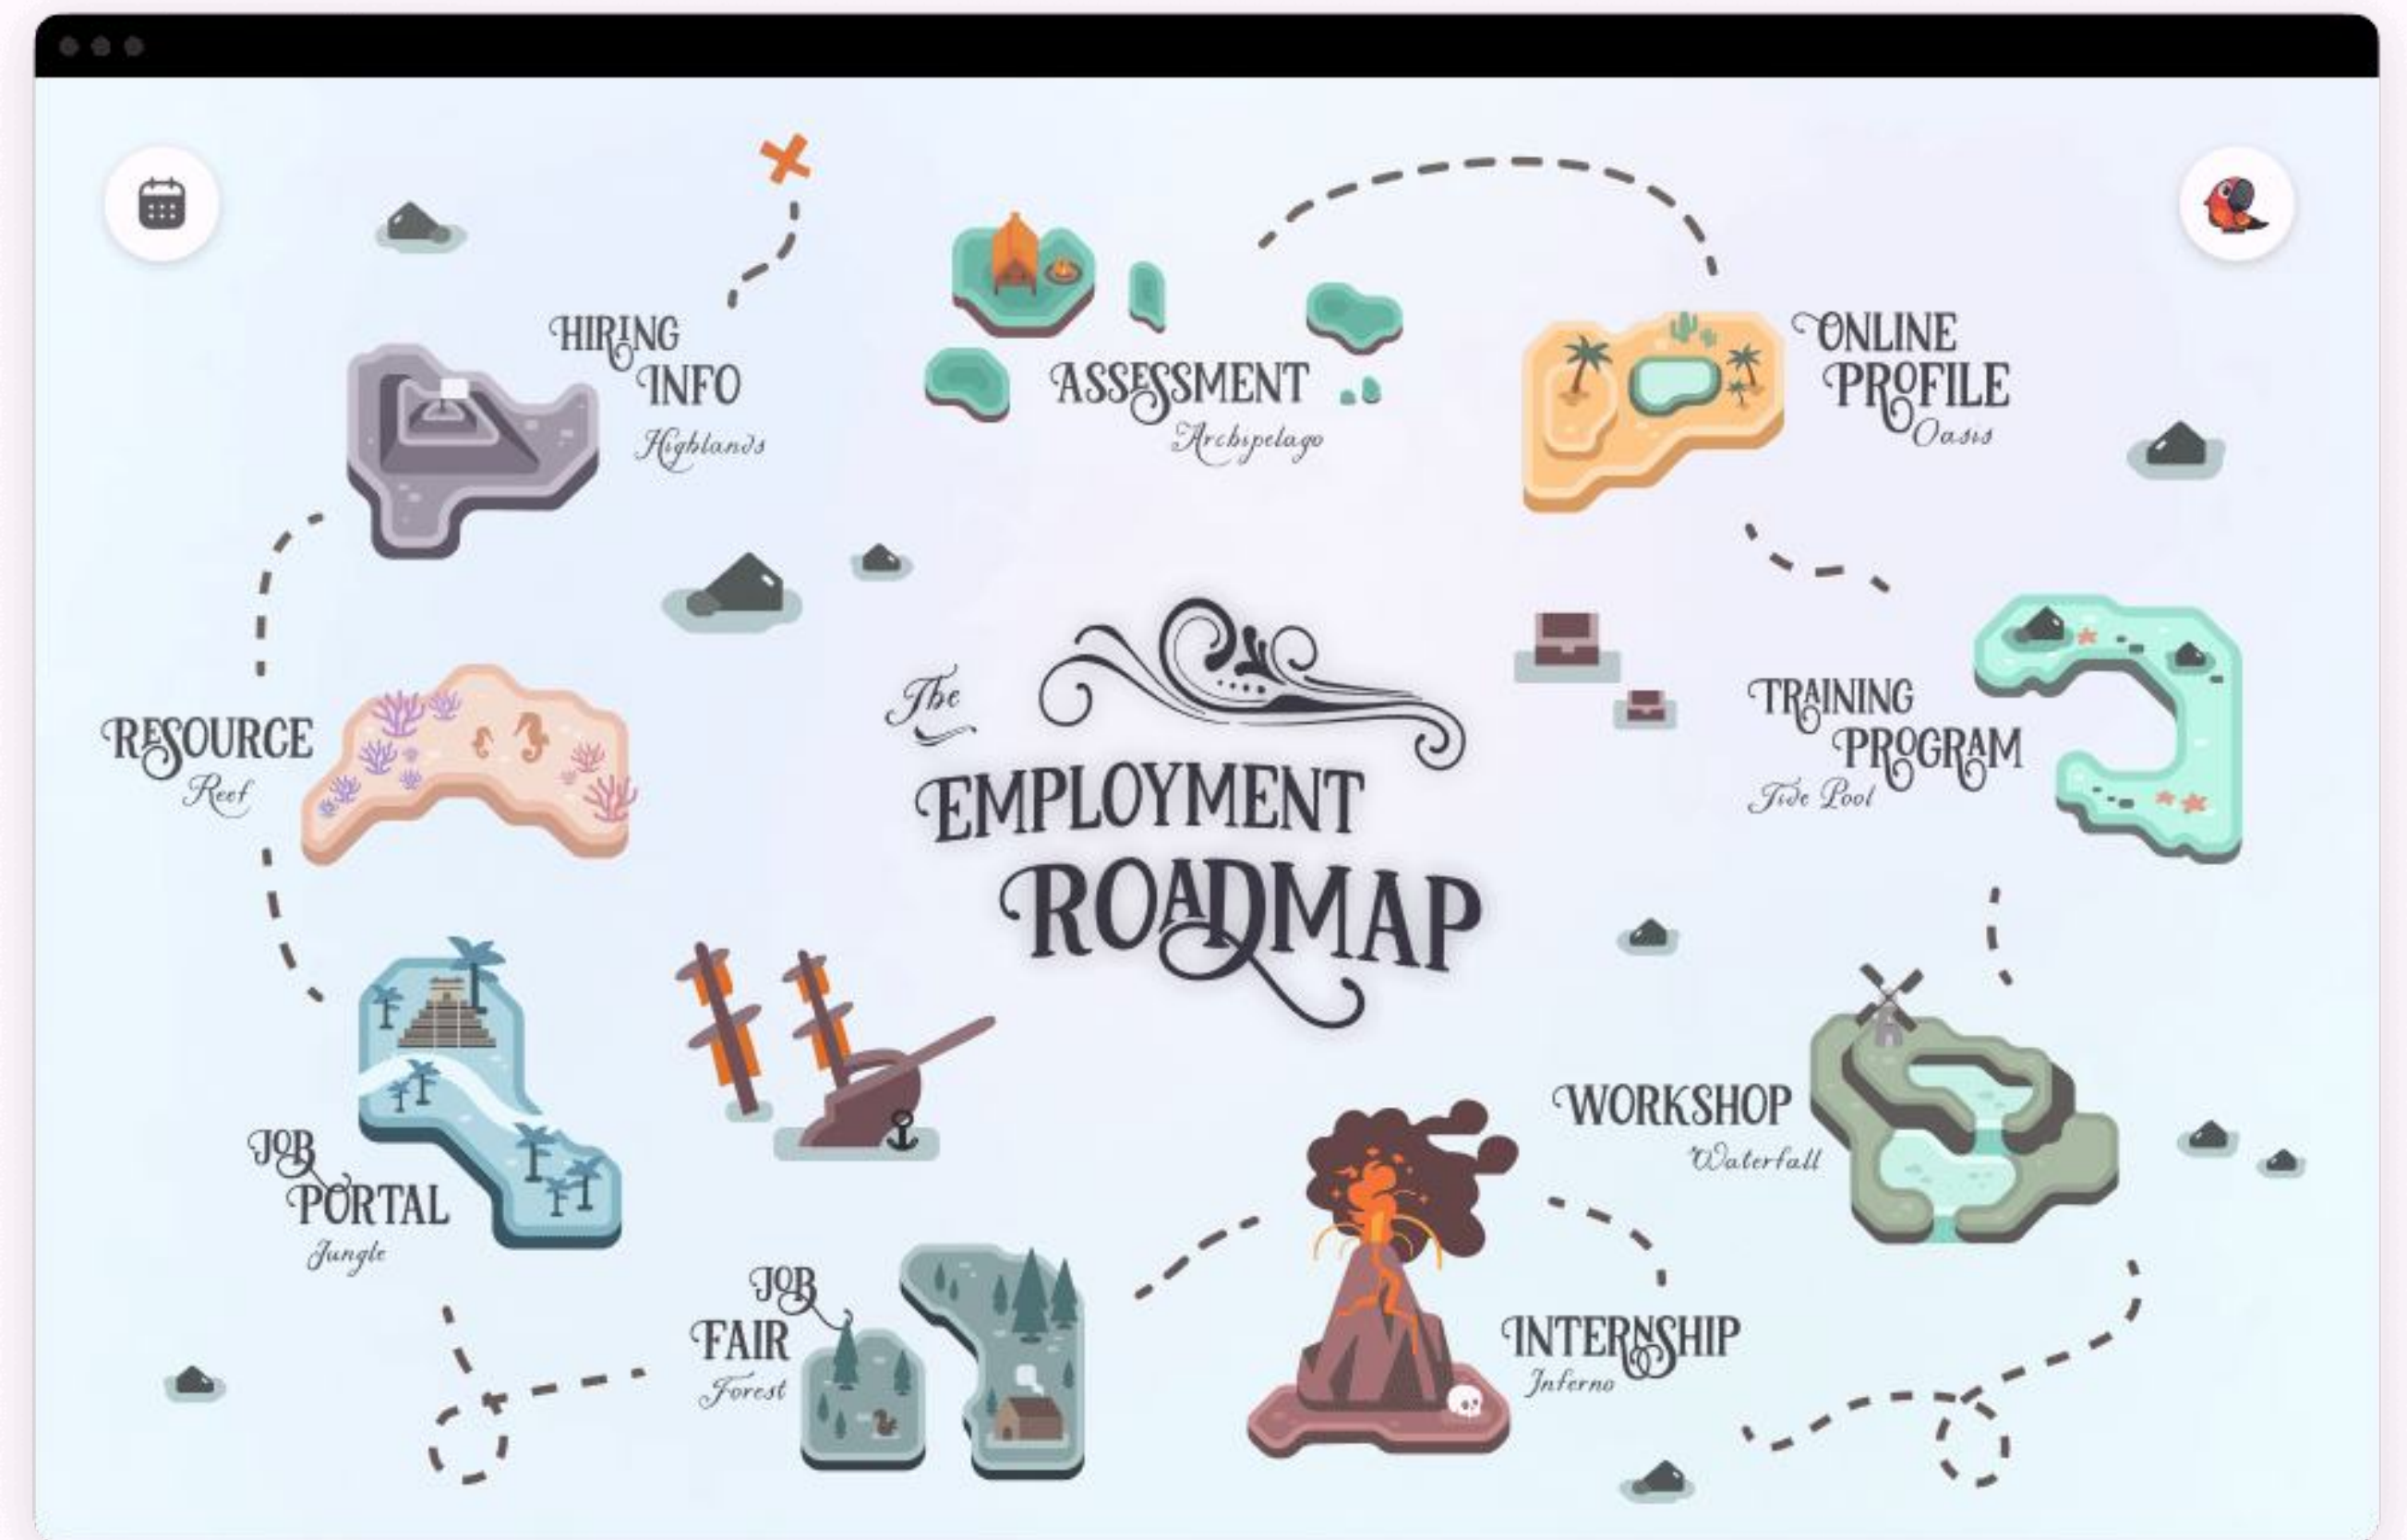 HIRING
INFO
Highlands
ASSESSMENT
Archipelago
ONLINE
PROFILE
Oasis
RESOURCE
Reef
The
EMPLOYMENT
ROADMAP
TRAINING
PROGRAM
Tide Pool
JOB
PORTAL
Jungle
WORKSHOP
Waterfall
JOB
FAIR
Forest
INTERNSHIP
Inferno